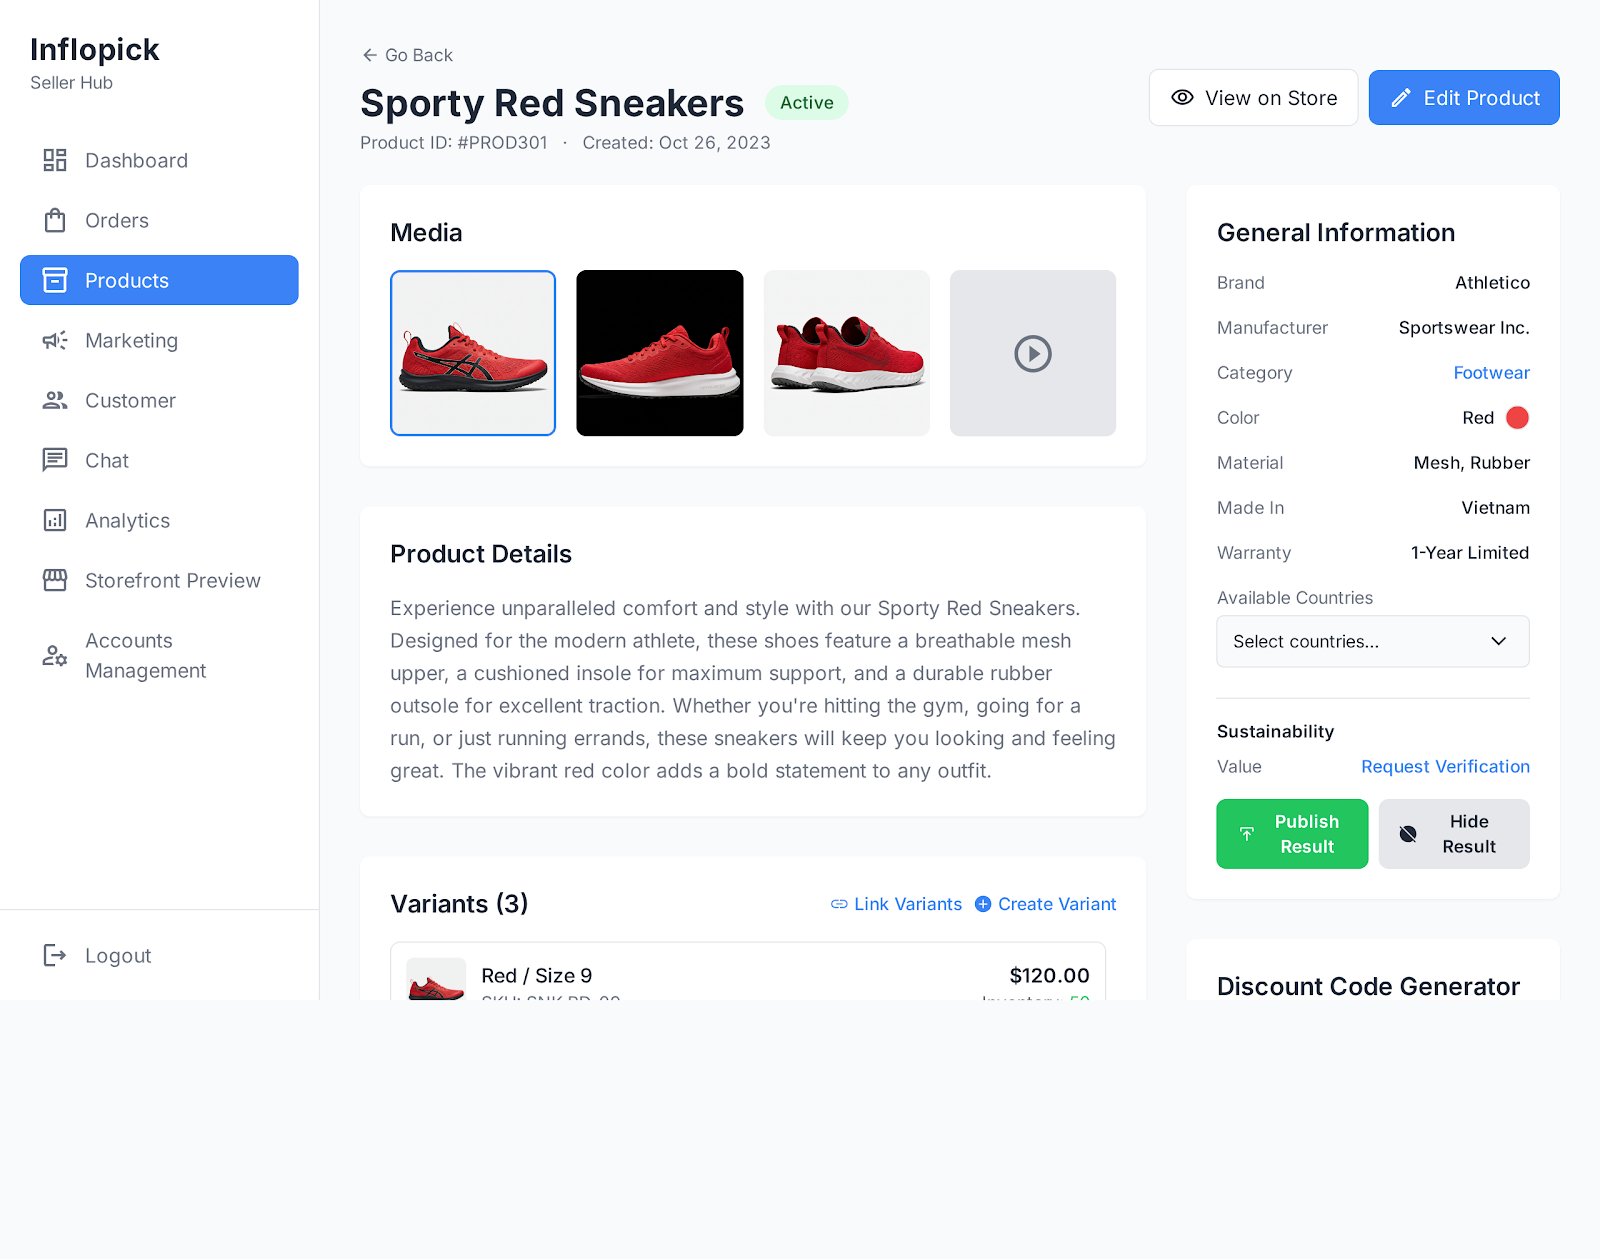 Inflopick
Seller Hub
Dashboard
Orders
Products
Marketing
Customer
Chat
Analytics
Storefront Preview
Accounts
Management
Logout
Go Back
Sporty Red Sneakers
Active
Product ID: #PROD301 · Created: Oct 26, 2023
View on Store
Edit Product
Media
Product Details
Experience unparalleled comfort and style with our Sporty Red Sneakers.
Designed for the modern athlete, these shoes feature a breathable mesh
upper, a cushioned insole for maximum support, and a durable rubber
outsole for excellent traction. Whether you're hitting the gym, going for a
run, or just running errands, these sneakers will keep you looking and feeling
great. The vibrant red color adds a bold statement to any outfit.
Variants (3)
Link Variants
Create Variant
Red / Size 9
$120.00
General Information
Brand Athletico
Manufacturer Sportswear Inc.
Category Footwear
Color Red
Material Mesh, Rubber
Made In Vietnam
Warranty 1-Year Limited
Available Countries
Select countries...
Sustainability
Value Request Verification
Publish
Result
Hide
Result
Discount Code Generator